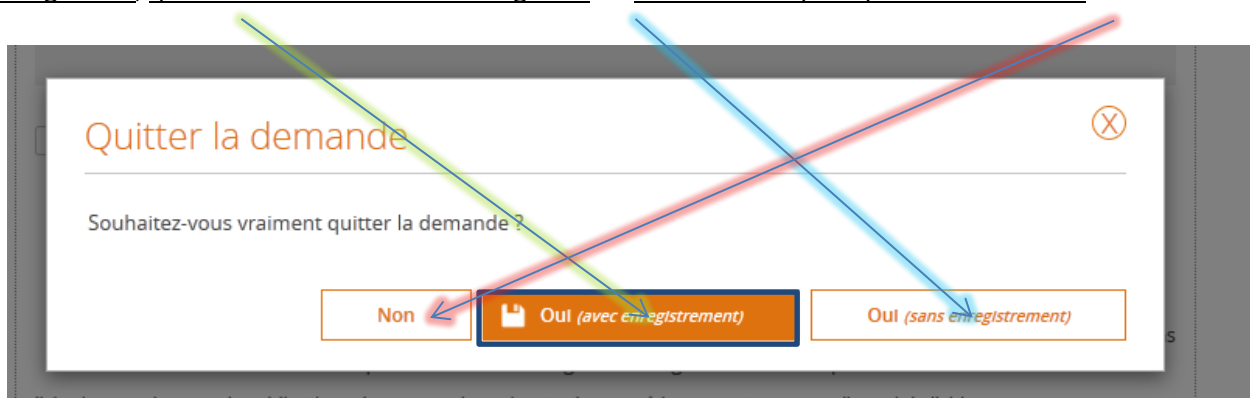 Quitter la demande
X
Souhaitez-vous vraiment quitter la demande ?
Non
Oui (avec enregistrement)
Oui (sans enregistrement)